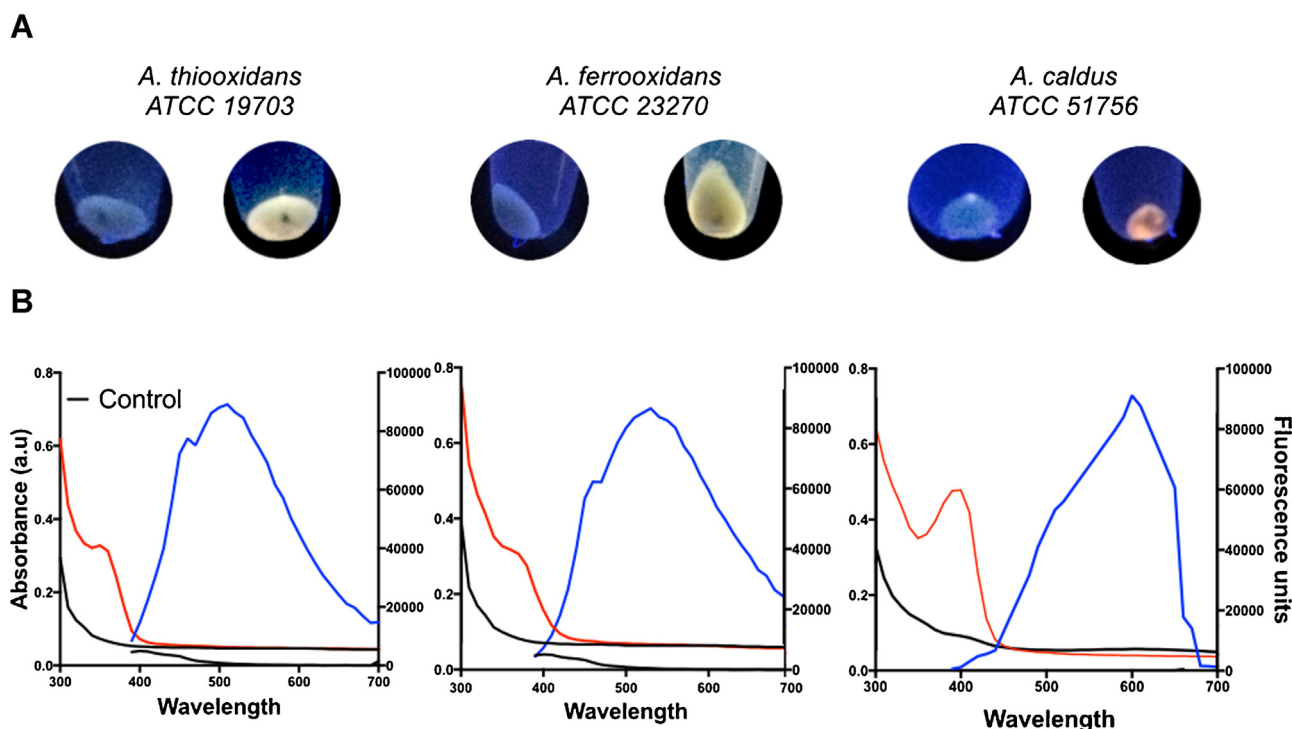 A
A. thiooxidans
ATCC 19703
A. ferrooxidans
ATCC 23270
A. caldus
ATCC 51756
B
Absorbance (a.u)
0.8
0.6
0.4
0.2
0.0
Control
100000
80000
60000
40000
20000
0
300 400 500 600 700
Wavelength
0.8
0.6
0.4
0.2
0.0
100000
80000
60000
40000
20000
0
300 400 500 600 700
Wavelength
0.8
0.6
0.4
0.2
0.0
100000
80000
60000
40000
20000
0
300 400 500 600 700
Wavelength
Fluorescence units